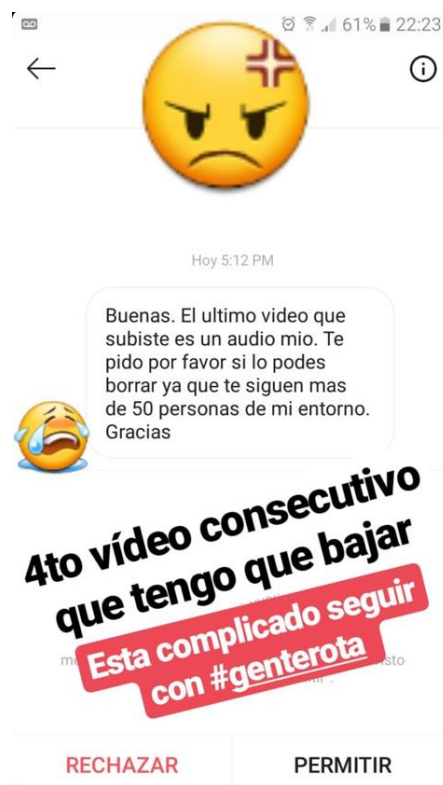 61% 22:23
Hoy 5:12 PM
Buenas. El ultimo video que
subiste es un audio mio. Te
pido por favor si lo podes
borrar ya que te siguen mas
de 50 personas de mi entorno.
Gracias
4to vídeo consecutivo
que tengo que bajar
Esta complicado seguir
con #genterota
RECHAZAR PERMITIR